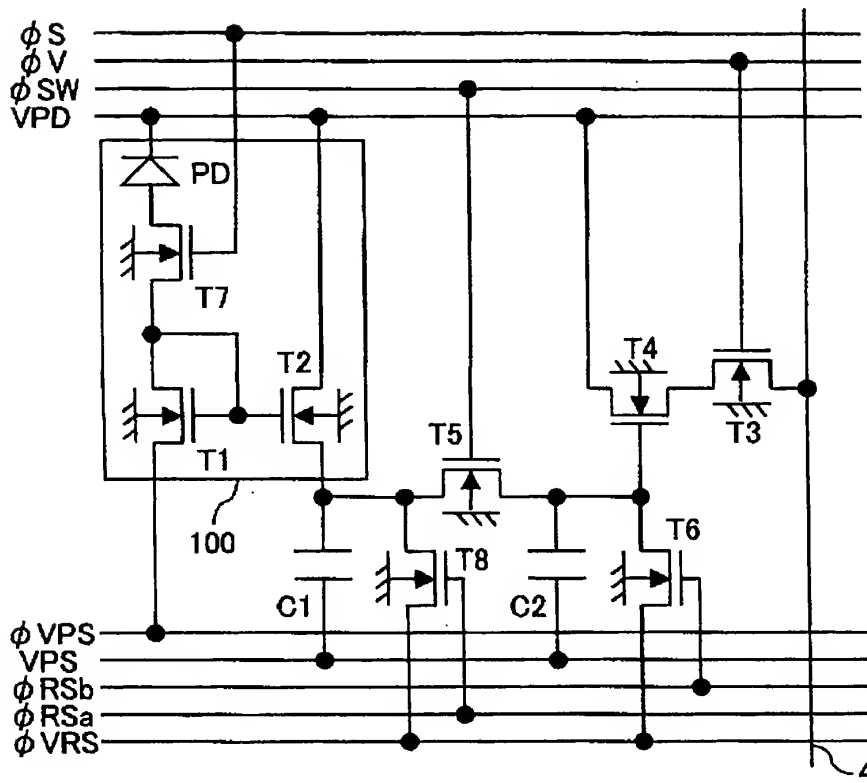 φS
φV
φSW
VPD
PD
T7
T2
T4
T1
T5
T3
100
T8
T6
C1
C2
φVPS
VPS
φRSb
φRSa
φVRS